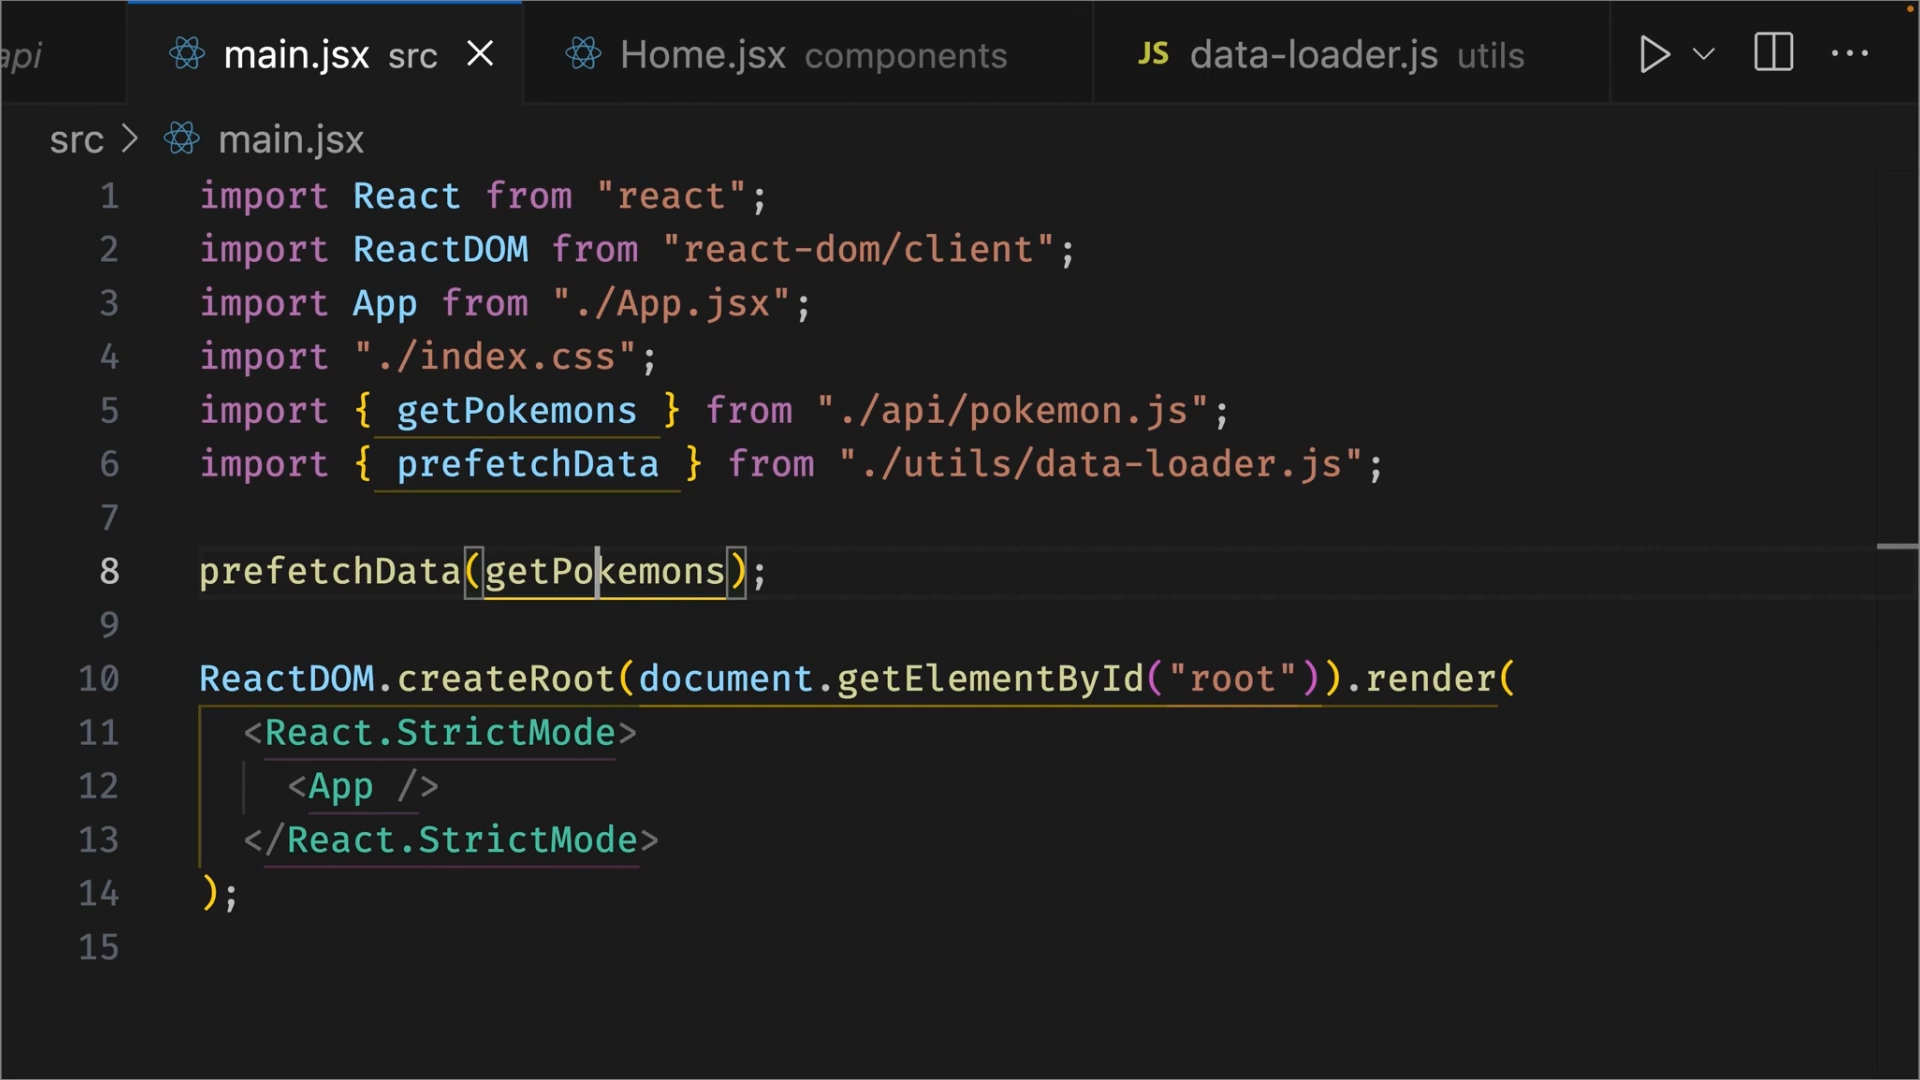 api
main.jsx src
Home.jsx components
JS data-loader.js utils
src > main.jsx
1 import React from "react";
2 import ReactDOM from "react-dom/client";
3 import App from "./App.jsx";
4 import "./index.css";
5 import { getPokemons } from "./api/pokemon.js";
6 import { prefetchData } from "./utils/data-loader.js";
7
8 prefetchData(getPokemons);
9
10 ReactDOM.createRoot(document.getElementById("root")).render(
11 <React.StrictMode>
12 <App />
13 </React.StrictMode>
14 );
15